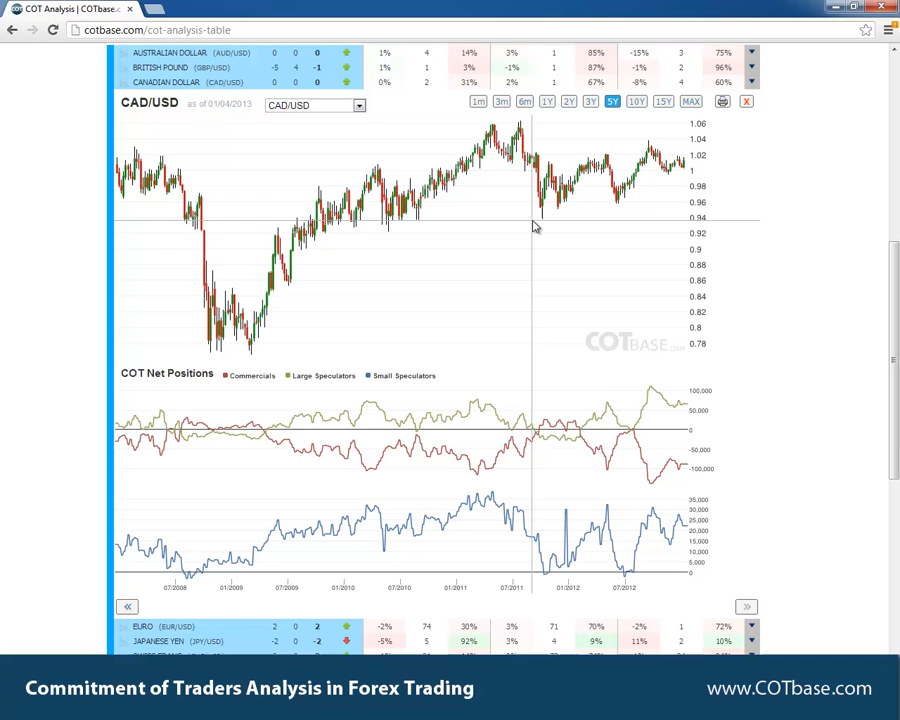 COT Analysis | COTbase.c ×
cotbase.com/cot-analysis-table
AUSTRALIAN DOLLAR (AUD/USD) 0 0 0 1% 4 14% 3% 1 85% -15% 3 75%
BRITISH POUND (GBP/USD) -5 4 -1 1% 1 3% -1% 1 87% -1% 2 96%
CANADIAN DOLLAR (CAD/USD) 0 0 0 0% 2 31% 2% 1 67% -8% 4 60%
CAD/USD as of 01/04/2013 CAD/USD 1m 3m 6m 1Y 2Y 3Y 5Y 10Y 15Y MAX X
1.06
1.04
1.02
1
0.98
0.96
0.94
0.92
0.9
0.88
0.86
0.84
0.82
0.8
0.78
COTBASE.com
COT Net Positions Commercials Large Speculators Small Speculators
100,000
50,000
0
-50,000
-100,000
35,000
30,000
25,000
20,000
15,000
10,000
5,000
0
07/2008 01/2009 07/2009 01/2010 07/2010 01/2011 07/2011 01/2012 07/2012
« »
EURO (EUR/USD) 2 0 2 -2% 74 30% 3% 71 70% -2% 1 72%
JAPANESE YEN (JPY/USD) -2 0 -2 -5% 5 92% 3% 4 9% 11% 2 10%
Commitment of Traders Analysis in Forex Trading www.COTbase.com